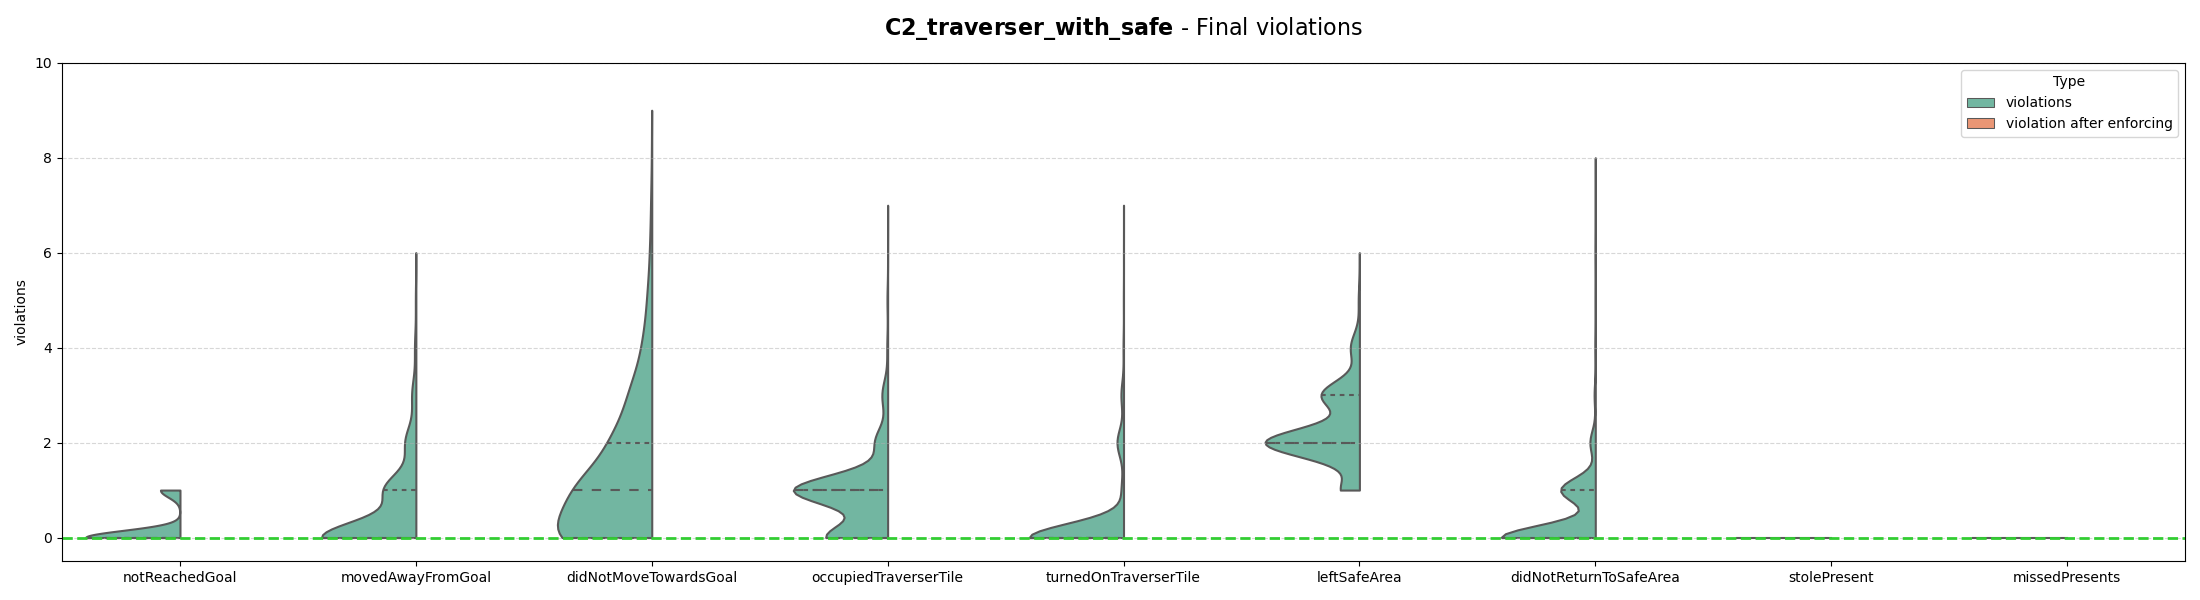 C2_traverser_with_safe - Final violations
10
8
6
4
2
0
violations
Type
violations
violation after enforcing
notReachedGoal
movedAwayFromGoal
didNotMoveTowardsGoal
occupiedTraverserTile
turnedOnTraverserTile
leftSafeArea
didNotReturnToSafeArea
stolePresent
missedPresents